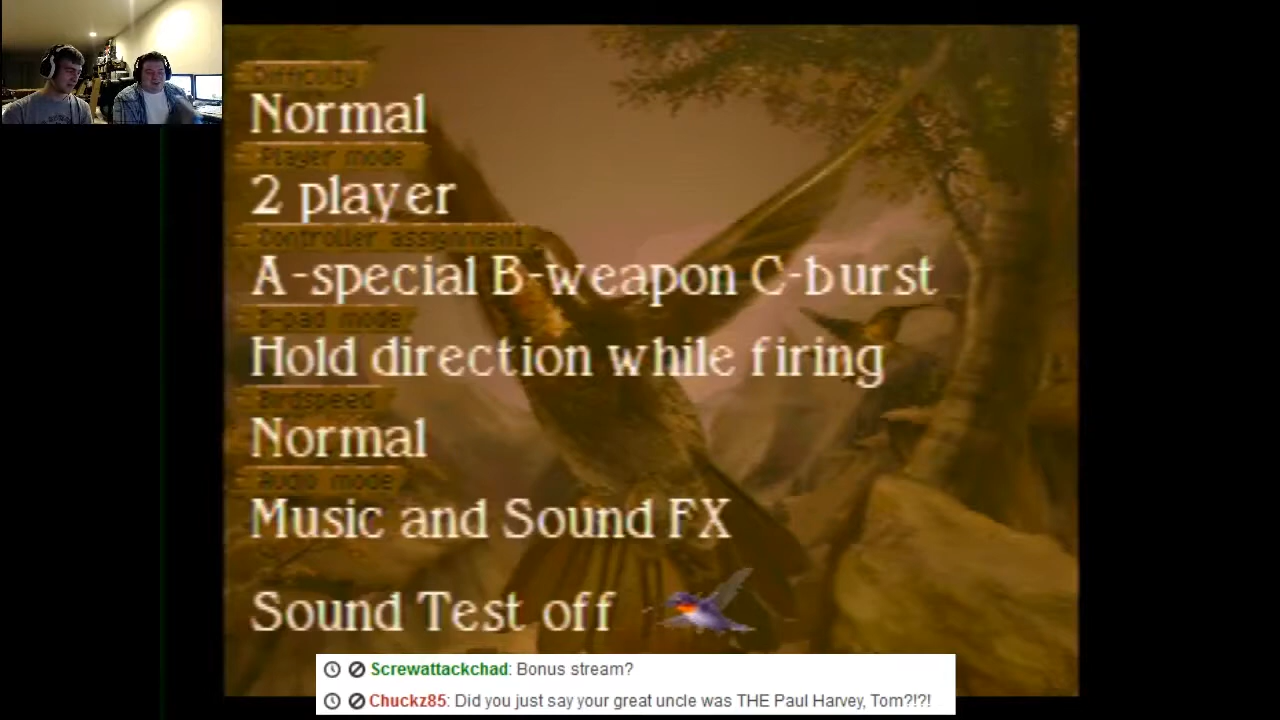 Difficulty
Normal
Player mode
2 player
Controller assignment
A-special B-weapon C-burst
D-pad mode
Hold direction while firing
Birdspeed
Normal
Audio mode
Music and Sound FX
Sound Test off
Screwattackchad: Bonus stream?
Chuckz85: Did you just say your great uncle was THE Paul Harvey, Tom?!?!